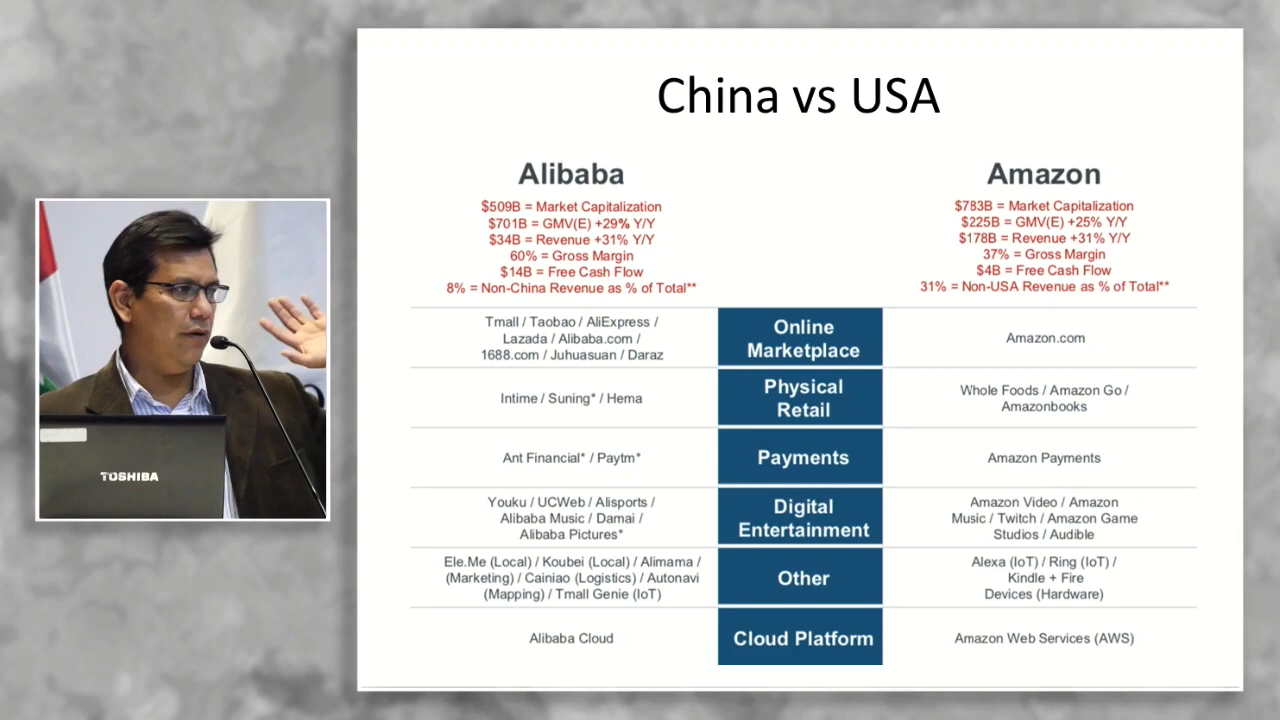 China vs USA
Alibaba
$509B = Market Capitalization
$701B = GMV(E) +29% Y/Y
$34B = Revenue +31% Y/Y
60% = Gross Margin
$14B = Free Cash Flow
8% = Non-China Revenue as % of Total**
Amazon
$783B = Market Capitalization
$225B = GMV(E) +25% Y/Y
$178B = Revenue +31% Y/Y
37% = Gross Margin
$4B = Free Cash Flow
31% = Non-USA Revenue as % of Total**
Tmall / Taobao / AliExpress /
Lazada / Alibaba.com /
1688.com / Juhuasuan / Daraz
Online
Marketplace
Amazon.com
Intime / Suning* / Hema
Physical
Retail
Whole Foods / Amazon Go /
Amazonbooks
Ant Financial* / Paytm*
Payments
Amazon Payments
Youku / UCWeb / Alisports /
Alibaba Music / Damai /
Alibaba Pictures*
Digital
Entertainment
Amazon Video / Amazon
Music / Twitch / Amazon Game
Studios / Audible
Ele.Me (Local) / Koubei (Local) / Alimama /
(Marketing) / Cainiao (Logistics) / Autonavi
(Mapping) / Tmall Genie (IoT)
Other
Alexa (IoT) / Ring (IoT) /
Kindle + Fire
Devices (Hardware)
Alibaba Cloud
Cloud Platform
Amazon Web Services (AWS)
TOSHIBA